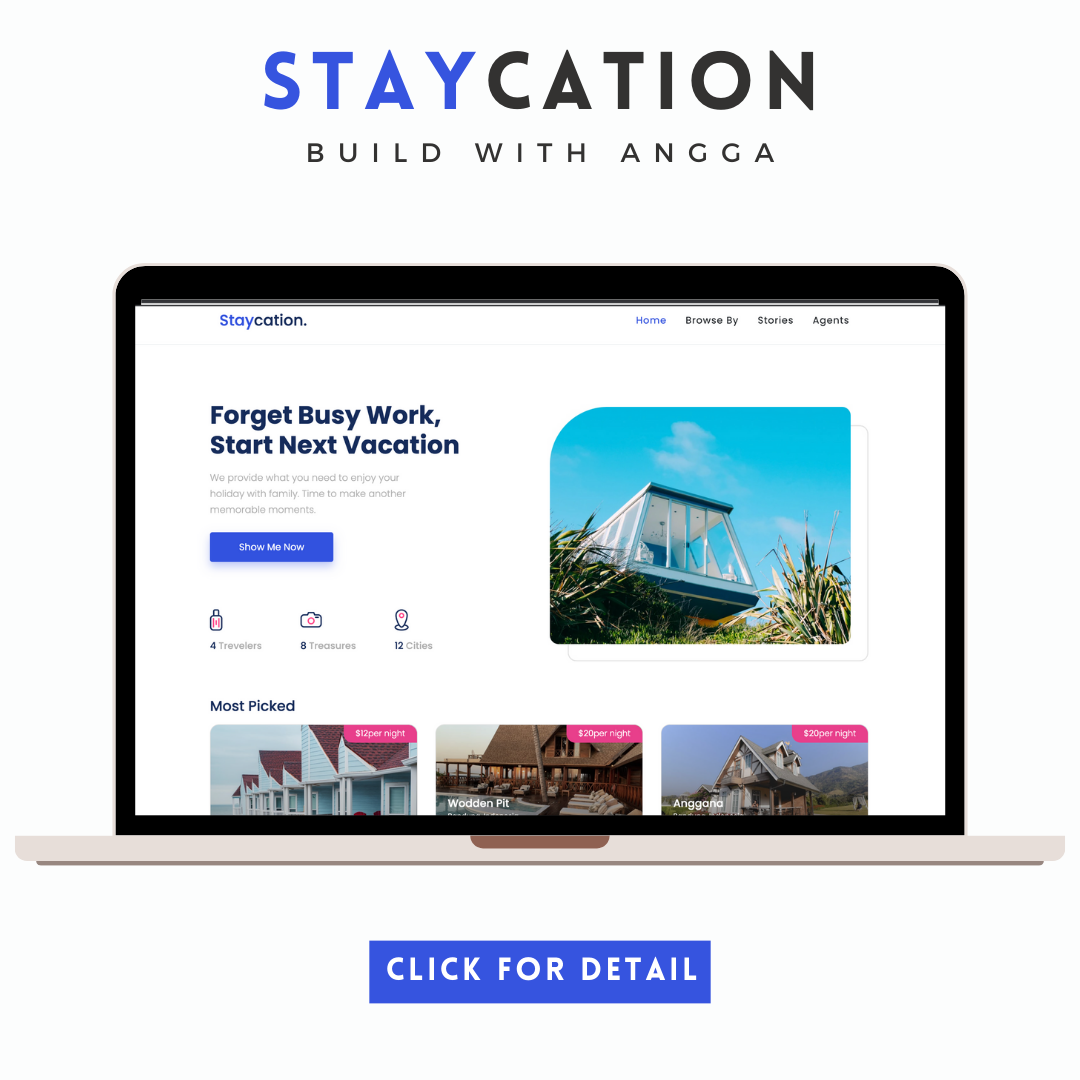 STAYCATION
BUILD WITH ANGGA
Staycation.
Home Browse By Stories Agents
Forget Busy Work,
Start Next Vacation
We provide what you need to enjoy your
holiday with family. Time to make another
memorable moments.
Show Me Now
4 Trevelers 8 Treasures 12 Cities
Most Picked
$12per night $20per night $20per night
Wodden Pit Anggana
CLICK FOR DETAIL